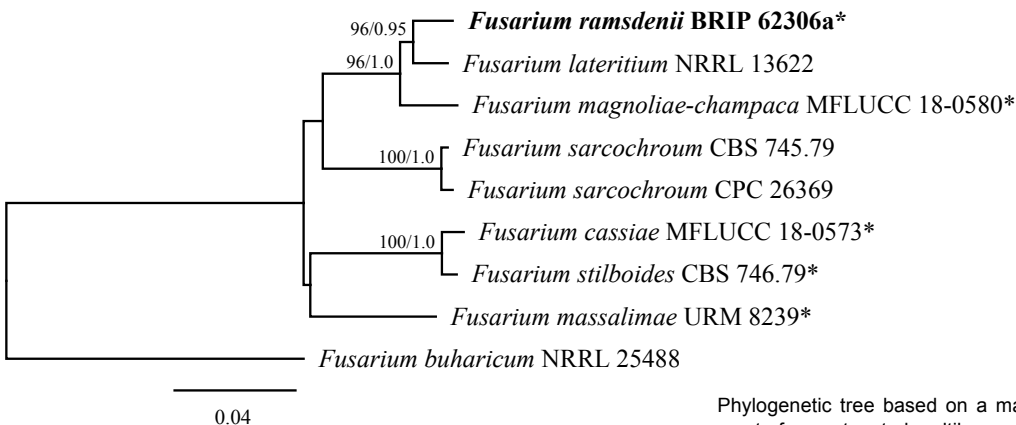 96/0.95
Fusarium ramsdenii BRIP 62306a*
96/1.0
Fusarium lateritium NRRL 13622
Fusarium magnoliae-champaca MFLUCC 18-0580*
100/1.0
Fusarium sarcochroum CBS 745.79
Fusarium sarcochroum CPC 26369
100/1.0
Fusarium cassiae MFLUCC 18-0573*
Fusarium stilboides CBS 746.79*
Fusarium massalimae URM 8239*
Fusarium buharicum NRRL 25488
0.04
Phylogenetic tree based on a